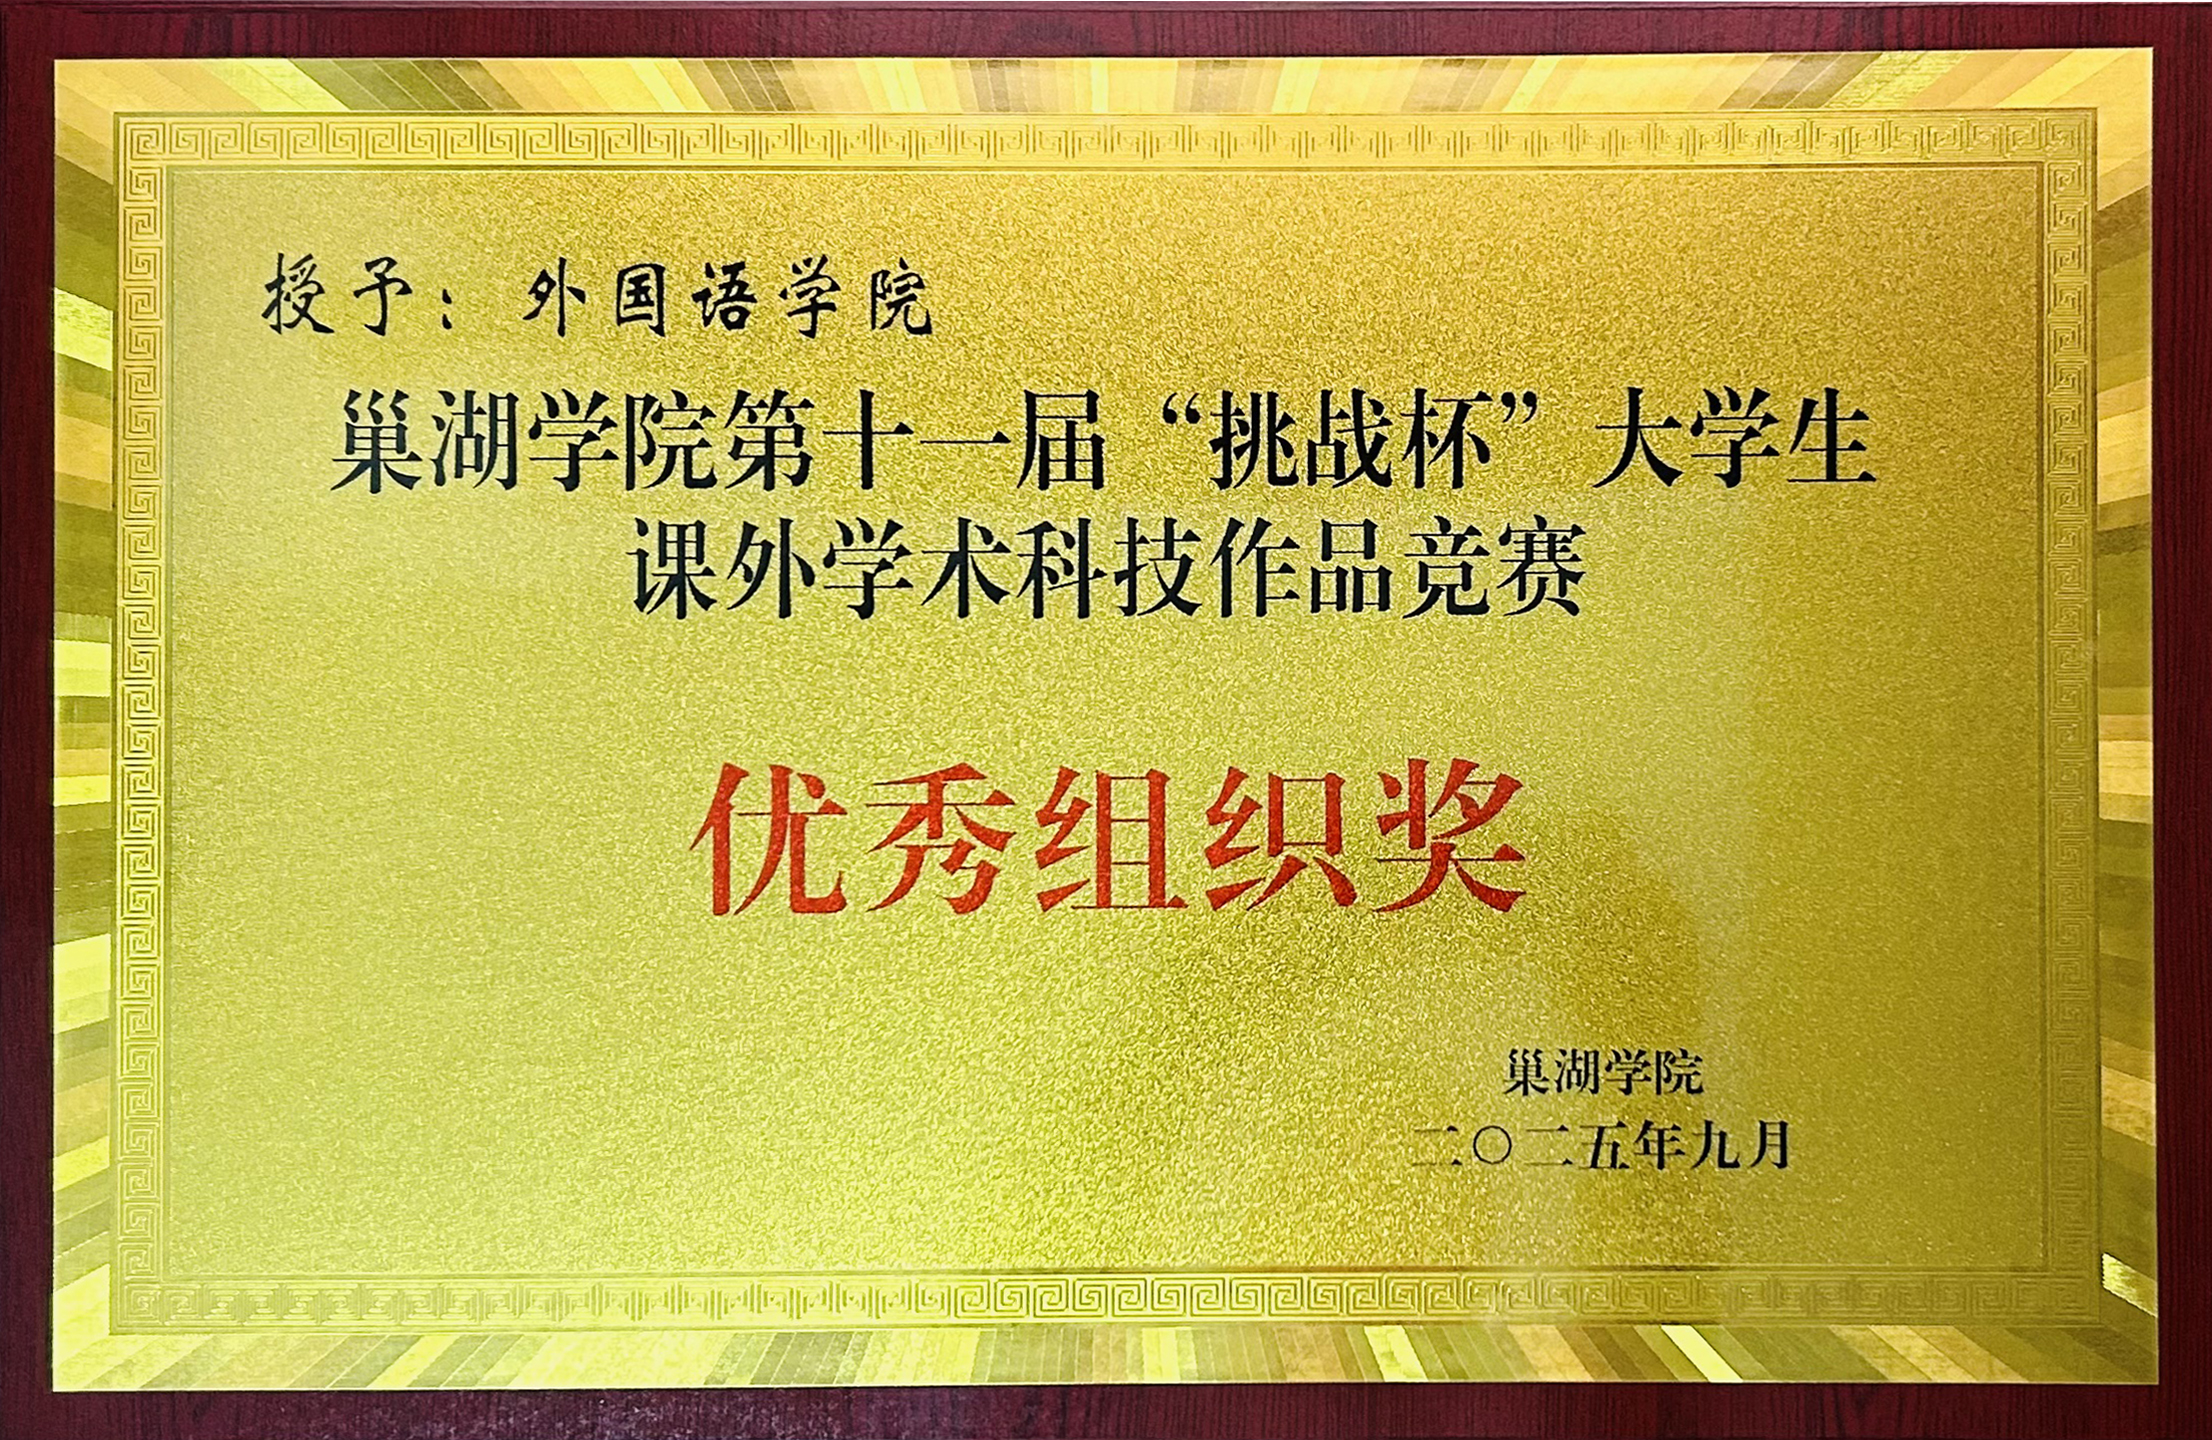 授予：外国语学院
巢湖学院第十一届“挑战杯”大学生
课外学术科技作品竞赛
优秀组织奖
巢湖学院
二〇二五年九月